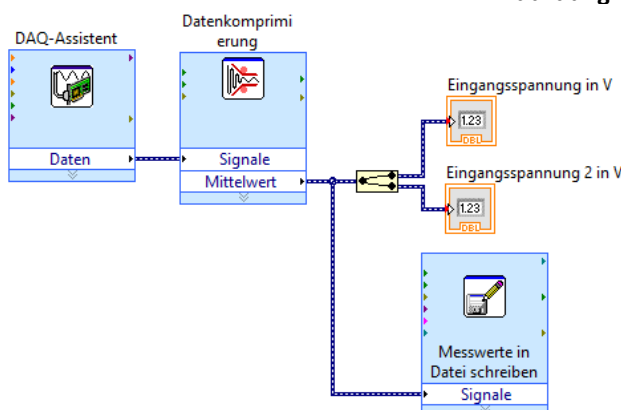 Datenkomprimi
erung
DAQ-Assistent
Daten
Signale
Mittelwert
Eingangsspannung in V
1.23
DBL
Eingangsspannung 2 in V
1.23
DBL
Messwerte in
Datei schreiben
Signale